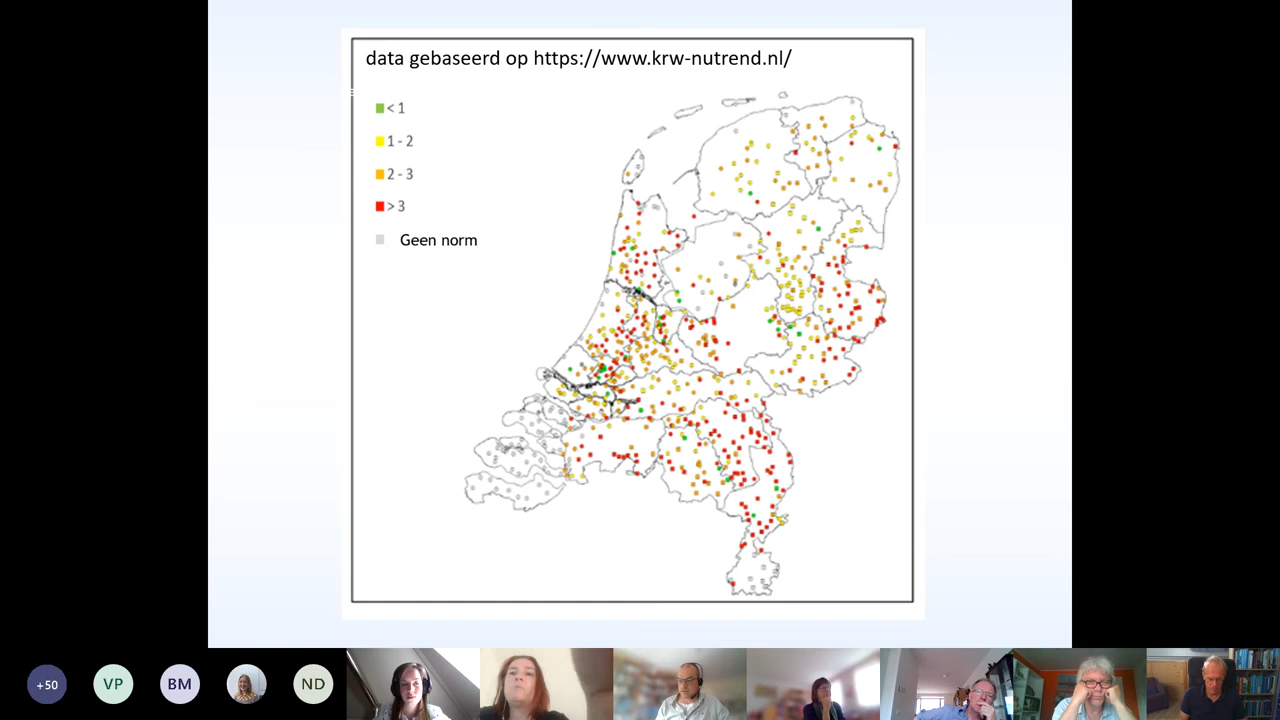 data gebaseerd op https://www.krw-nutrend.nl/
< 1
1 - 2
2 - 3
> 3
Geen norm
+50
VP
BM
ND